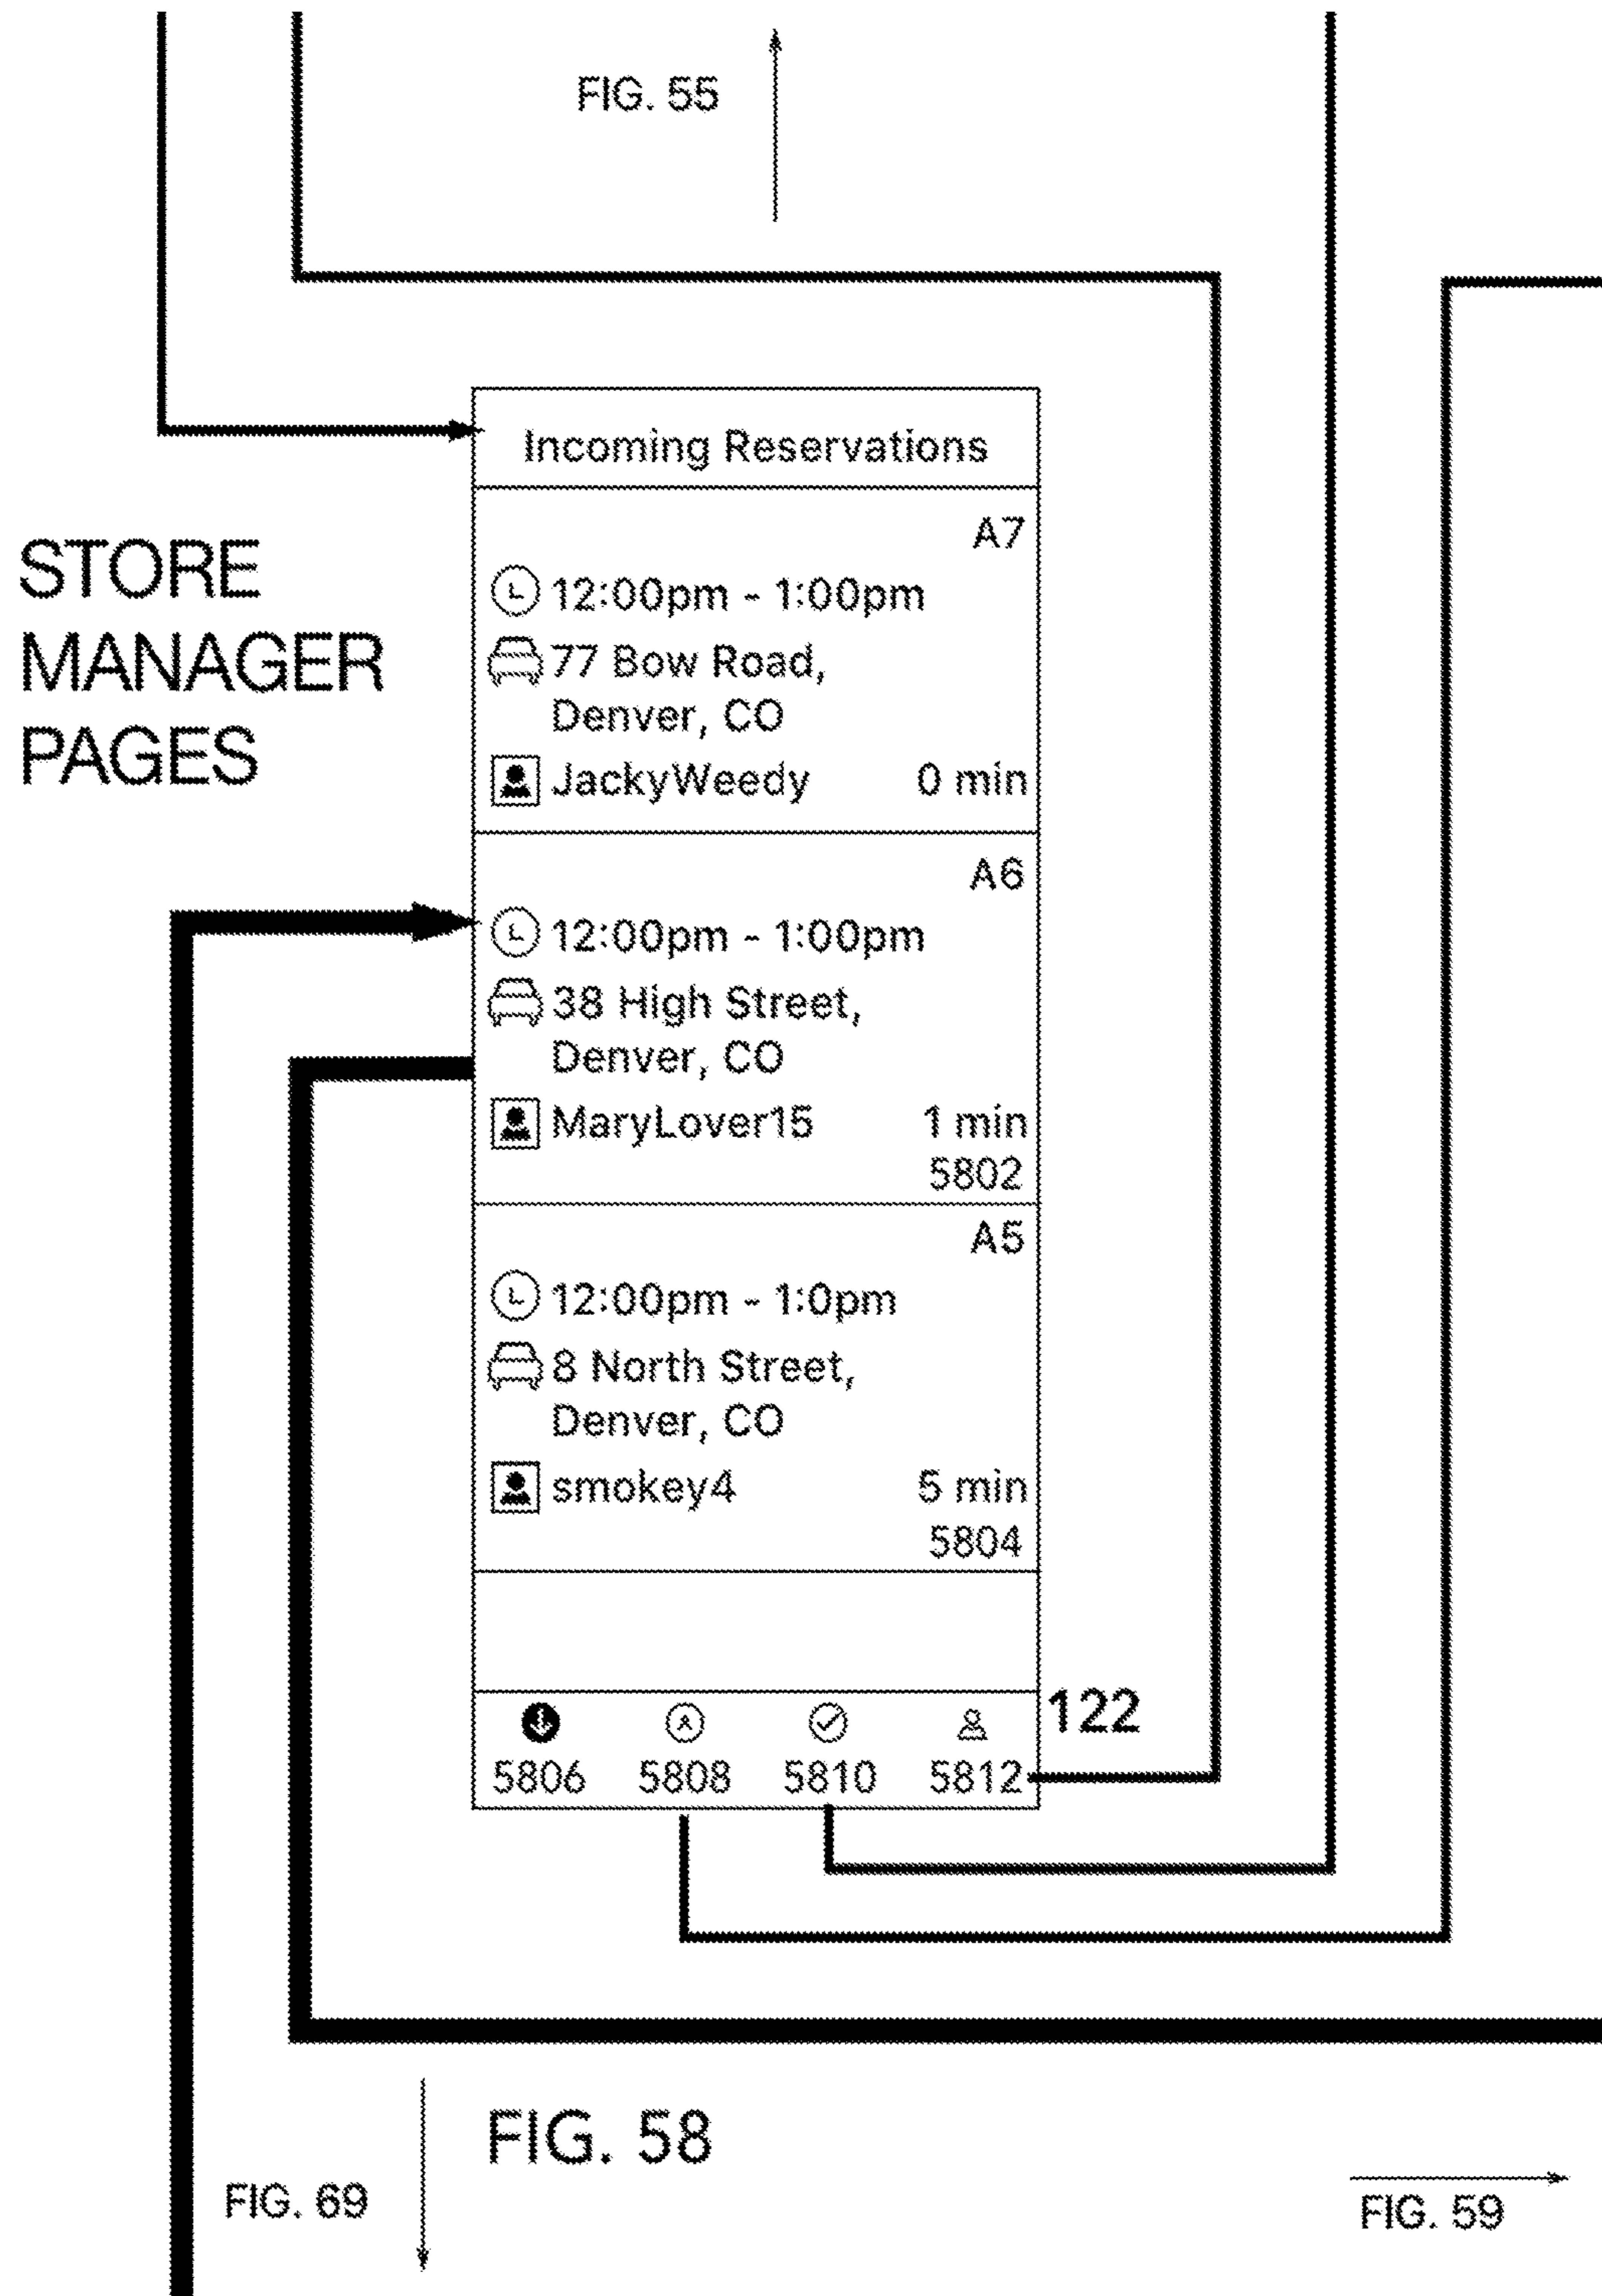 FIG. 55
Incoming Reservations
STORE
MANAGER
PAGES
A7
12:00pm - 1:00pm
77 Bow Road,
Denver, CO
JackyWeedy 0 min
A6
12:00pm - 1:00pm
38 High Street,
Denver, CO
MaryLover15 1 min
5802
A5
12:00pm - 1:0pm
8 North Street,
Denver, CO
smokey4 5 min
5804
122
5806 5808 5810 5812
FIG. 58
FIG. 69
FIG. 59